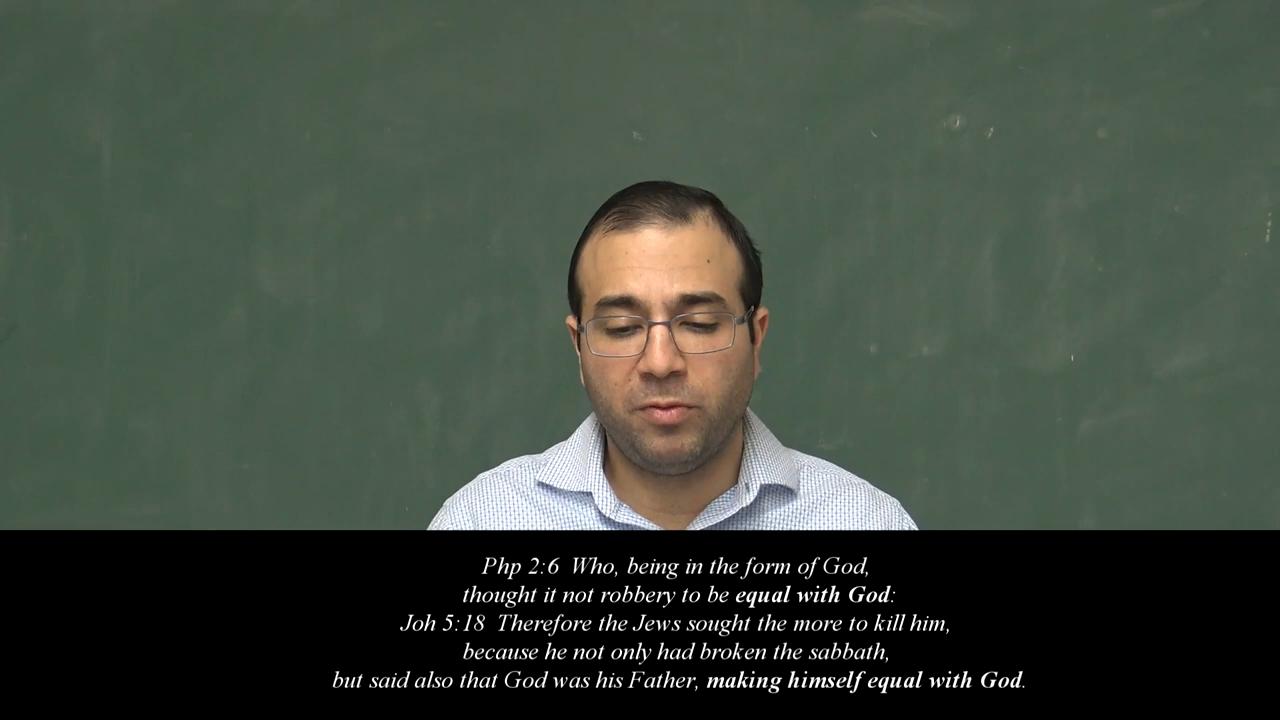 Php 2:6  Who, being in the form of God,
thought it not robbery to be equal with God:
Joh 5:18  Therefore the Jews sought the more to kill him,
because he not only had broken the sabbath,
but said also that God was his Father, making himself equal with God.